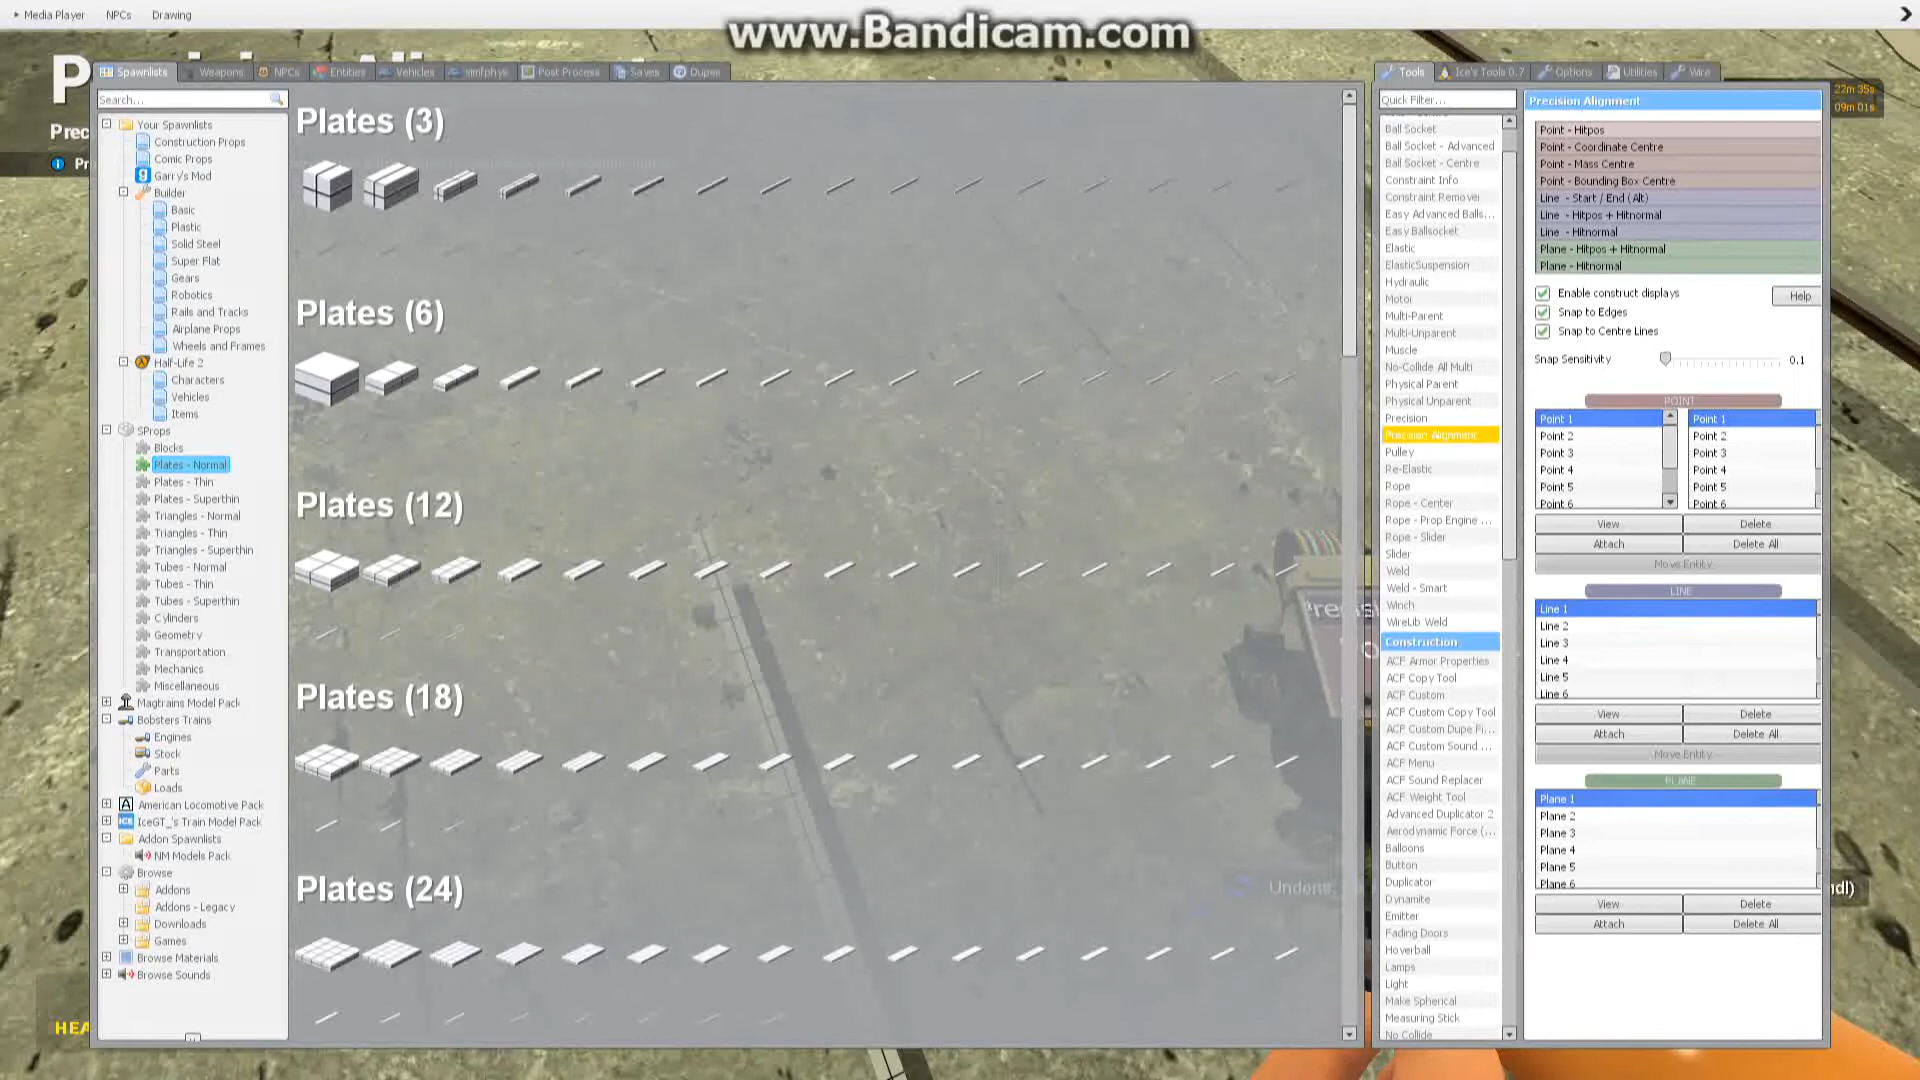 Media Player NPCs Drawing
www.Bandicam.com
Spawnlists Weapons NPCs Entities Vehicles simfphys Post Process Saves Dupes
Search...
Your Spawnlists
Construction Props
Comic Props
Garry's Mod
Builder
Basic
Plastic
Solid Steel
Super Flat
Gears
Robotics
Rails and Tracks
Airplane Props
Wheels and Frames
Half-Life 2
Characters
Vehicles
Items
SProps
Blocks
Plates - Normal
Plates - Thin
Plates - Superthin
Triangles - Normal
Triangles - Thin
Triangles - Superthin
Tubes - Normal
Tubes - Thin
Tubes - Superthin
Cylinders
Geometry
Transportation
Mechanics
Miscellaneous
Magtrains Model Pack
Bobsters Trains
Engines
Stock
Parts
Loads
American Locomotive Pack
IceGT_'s Train Model Pack
Addon Spawnlists
NM Models Pack
Browse
Addons
Addons - Legacy
Downloads
Games
Browse Materials
Browse Sounds
Plates (3)
Plates (6)
Plates (12)
Plates (18)
Plates (24)
Tools Ice's Tools 0.7 Options Utilities Wire
Quick Filter...
Ball Socket
Ball Socket - Advanced
Ball Socket - Centre
Constraint Info
Constraint Remover
Easy Advanced Balls...
Easy Ballsocket
Elastic
ElasticSuspension
Hydraulic
Motor
Multi-Parent
Multi-Unparent
Muscle
No-Collide All Multi
Physical Parent
Physical Unparent
Precision
Precision Alignment
Pulley
Re-Elastic
Rope
Rope - Center
Rope - Prop Engine ...
Rope - Slider
Slider
Weld
Weld - Smart
Winch
WireLib Weld
Construction
ACF Armor Properties
ACF Copy Tool
ACF Custom
ACF Custom Copy Tool
ACF Custom Dupe Fi...
ACF Custom Sound ...
ACF Menu
ACF Sound Replacer
ACF Weight Tool
Advanced Duplicator 2
Aerodynamic Force (...
Balloons
Button
Duplicator
Dynamite
Emitter
Fading Doors
Hoverball
Lamps
Light
Make Spherical
Measuring Stick
No Collide
Precision Alignment
Point - Hitpos
Point - Coordinate Centre
Point - Mass Centre
Point - Bounding Box Centre
Line - Start / End (Alt)
Line - Hitpos + Hitnormal
Line - Hitnormal
Plane - Hitpos + Hitnormal
Plane - Hitnormal
Enable construct displays Help
Snap to Edges
Snap to Centre Lines
Snap Sensitivity 0.1
POINT
Point 1 Point 1
Point 2 Point 2
Point 3 Point 3
Point 4 Point 4
Point 5 Point 5
Point 6 Point 6
View Delete
Attach Delete All
Move Entity
LINE
Line 1
Line 2
Line 3
Line 4
Line 5
Line 6
View Delete
Attach Delete All
Move Entity
PLANE
Plane 1
Plane 2
Plane 3
Plane 4
Plane 5
Plane 6
View Delete
Attach Delete All
22m 35s
09m 01s
Prec
HEA
ndl)